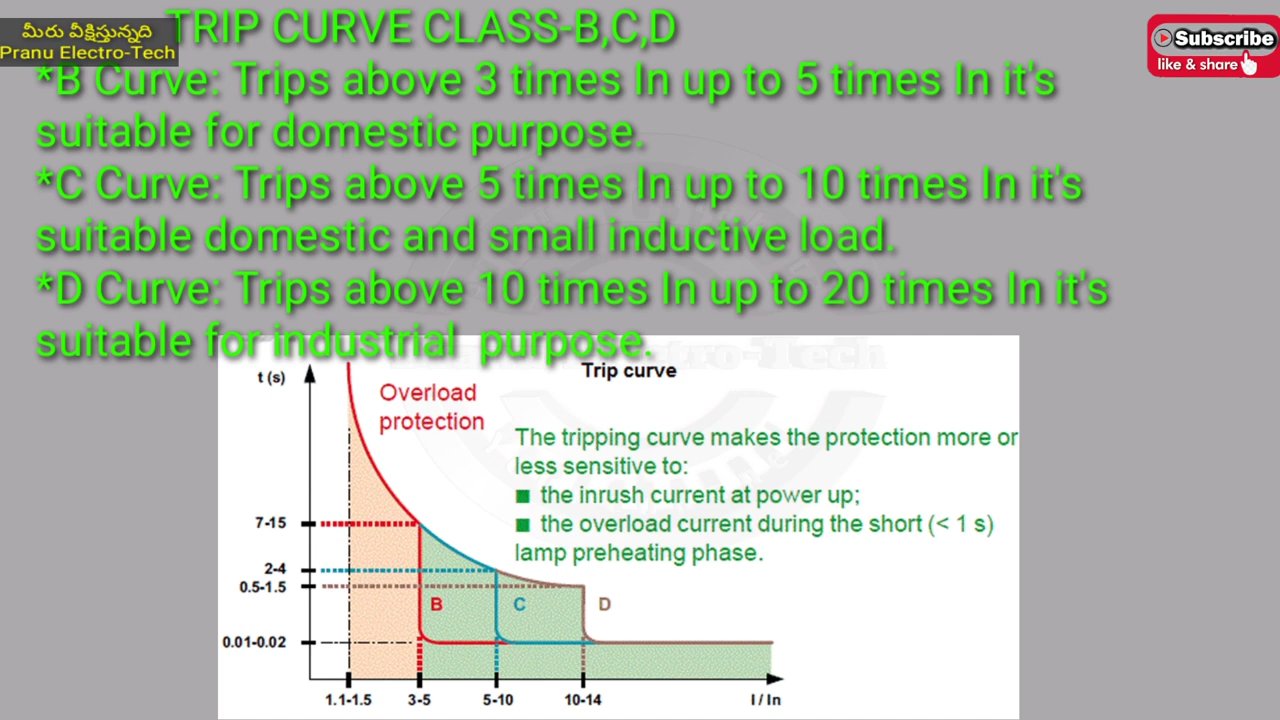 TRIP CURVE CLASS-B,C,D
మీరు వీక్షిస్తున్నది
Pranu Electro-Tech
Subscribe
like & share
*B Curve: Trips above 3 times In up to 5 times In it's
suitable for domestic purpose.
*C Curve: Trips above 5 times In up to 10 times In it's
suitable domestic and small inductive load.
*D Curve: Trips above 10 times In up to 20 times In it's
suitable for industrial purpose.
Trip curve
t (s)
Overload
protection
The tripping curve makes the protection more or
less sensitive to:
■ the inrush current at power up;
■ the overload current during the short (< 1 s)
lamp preheating phase.
7-15
2-4
0.5-1.5
B
C
D
0.01-0.02
1.1-1.5
3-5
5-10
10-14
I / In